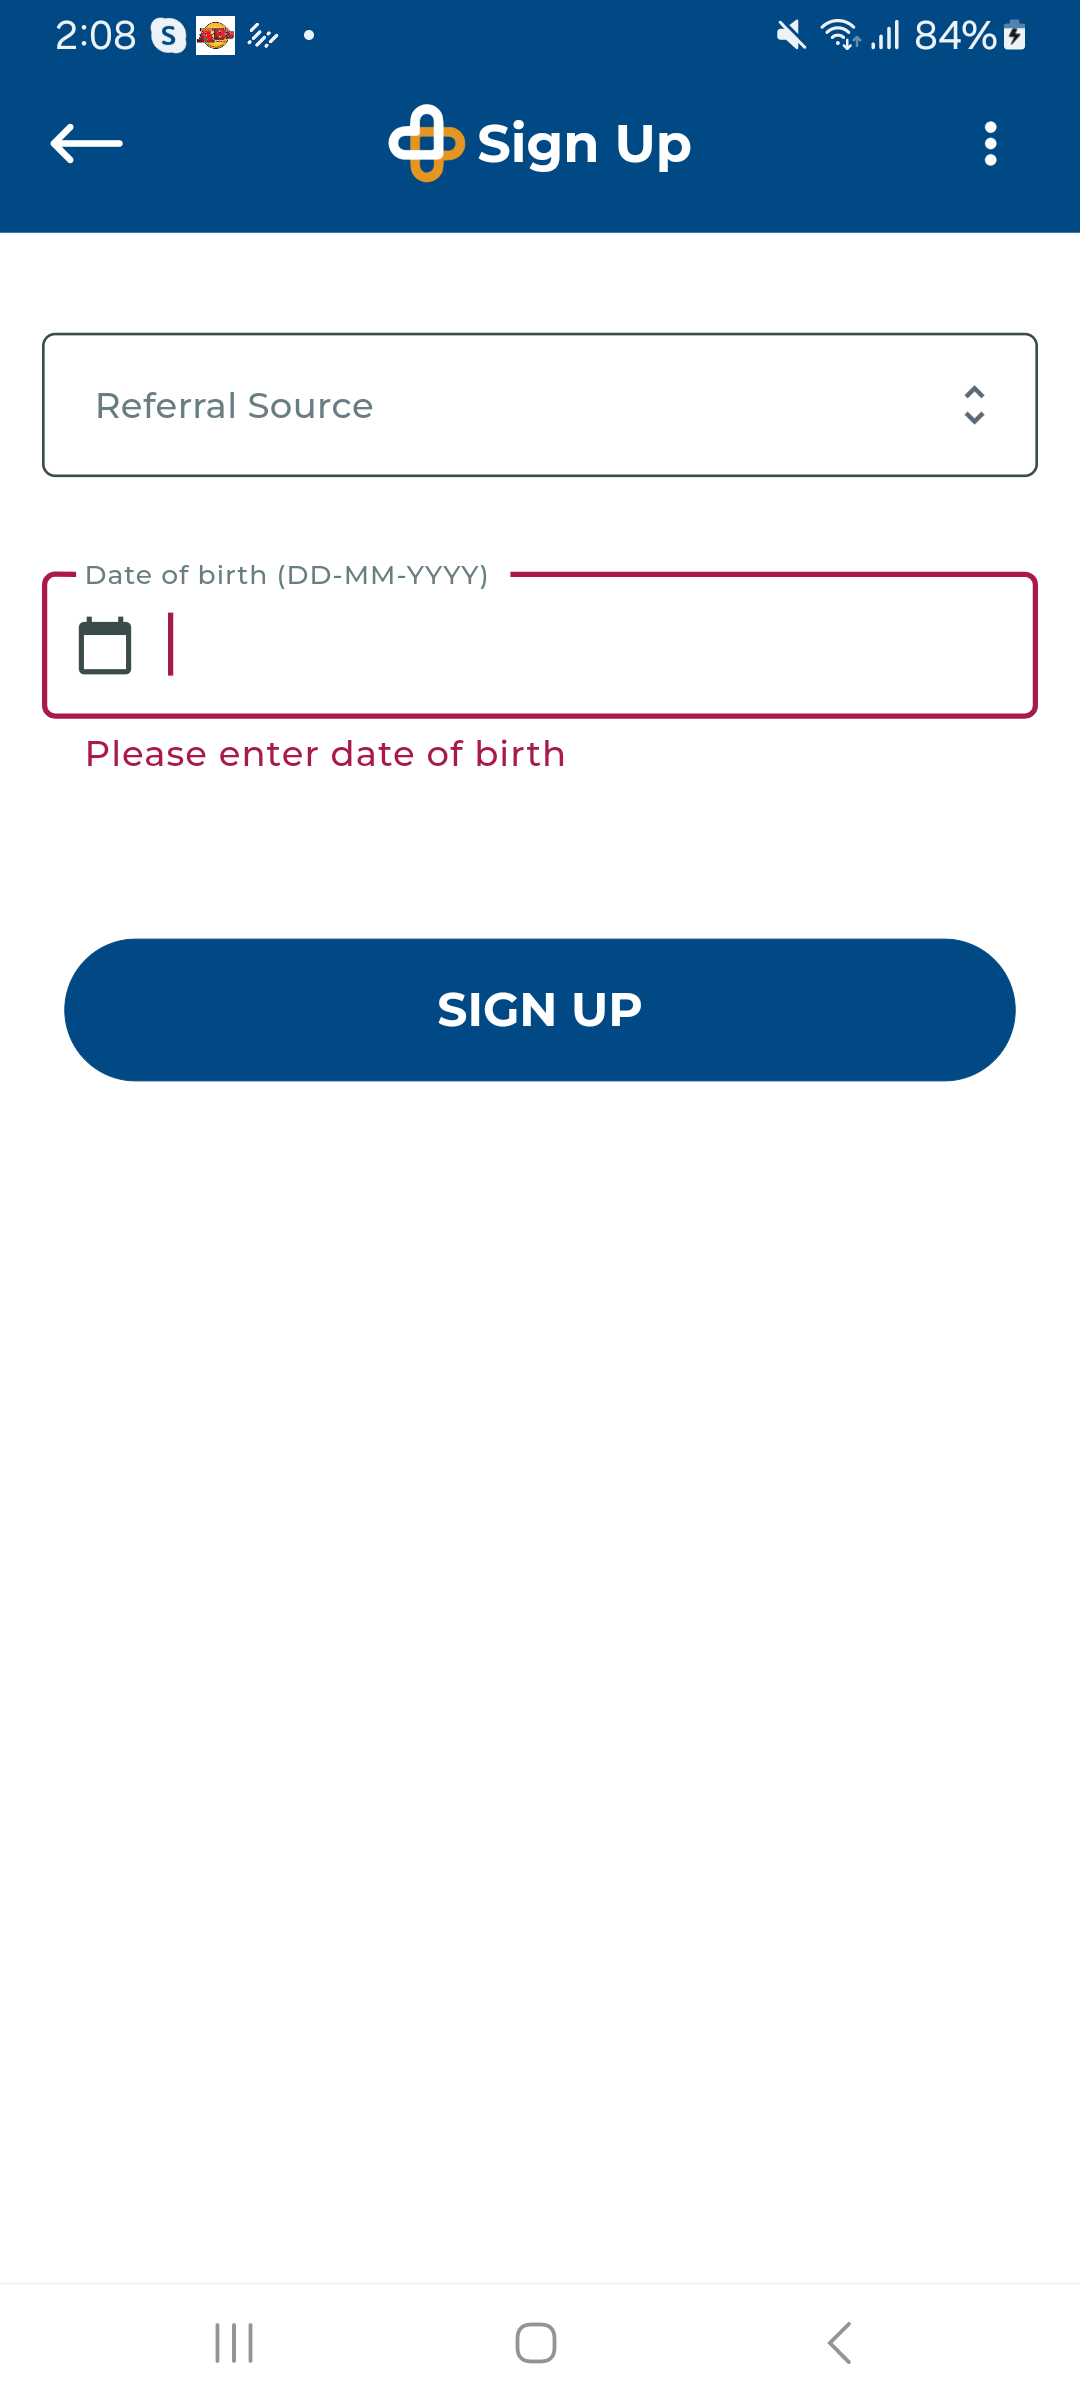 2:08 S ABs 84%
Sign Up
Referral Source
Date of birth (DD-MM-YYYY)
Please enter date of birth
SIGN UP